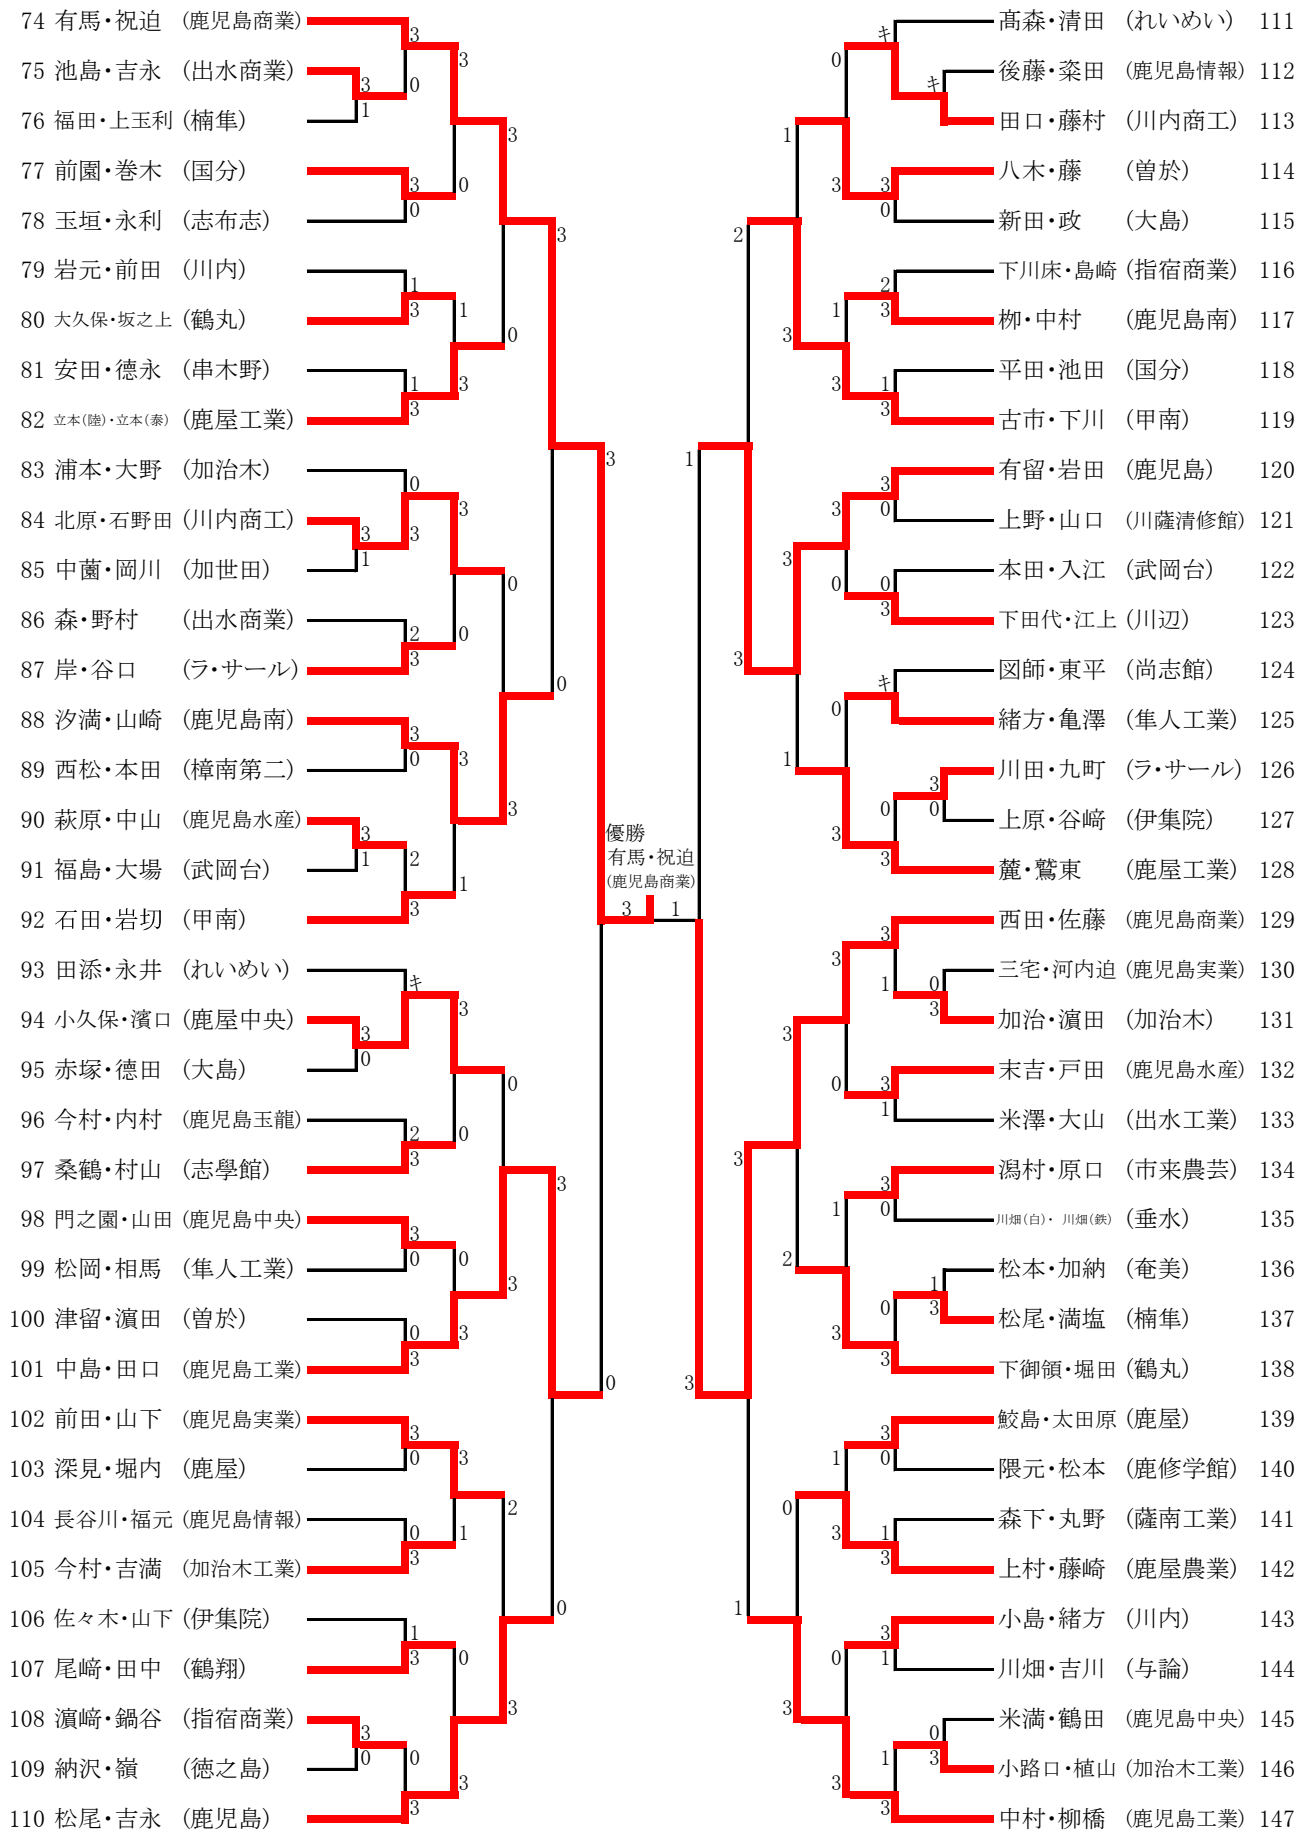 74 有馬・祝迫 (鹿児島商業)
75 池島・吉永 (出水商業)
76 福田・上玉利 (楠隼)
77 前園・巻木 (国分)
78 玉垣・永利 (志布志)
79 岩元・前田 (川内)
80 大久保・坂之上 (鶴丸)
81 安田・德永 (串木野)
82 立本(陸)・立本(泰) (鹿屋工業)
83 浦本・大野 (加治木)
84 北原・石野田 (川内商工)
85 中薗・岡川 (加世田)
86 森・野村 (出水商業)
87 岸・谷口 (ラ・サール)
88 汐満・山崎 (鹿児島南)
89 西松・本田 (樟南第二)
90 萩原・中山 (鹿児島水産)
91 福島・大場 (武岡台)
92 石田・岩切 (甲南)
93 田添・永井 (れいめい)
94 小久保・濱口 (鹿屋中央)
95 赤塚・德田 (大島)
96 今村・内村 (鹿児島玉龍)
97 桑鶴・村山 (志學館)
98 門之園・山田 (鹿児島中央)
99 松岡・相馬 (隼人工業)
100 津留・濵田 (曽於)
101 中島・田口 (鹿児島工業)
102 前田・山下 (鹿児島実業)
103 深見・堀内 (鹿屋)
104 長谷川・福元 (鹿児島情報)
105 今村・吉満 (加治木工業)
106 佐々木・山下 (伊集院)
107 尾﨑・田中 (鶴翔)
108 濵﨑・鍋谷 (指宿商業)
109 納沢・嶺 (徳之島)
110 松尾・吉永 (鹿児島)
優勝
有馬・祝迫
(鹿児島商業)
3 1
髙森・清田 (れいめい) 111
後藤・桒田 (鹿児島情報) 112
田口・藤村 (川内商工) 113
八木・藤 (曽於) 114
新田・政 (大島) 115
下川床・島崎 (指宿商業) 116
栁・中村 (鹿児島南) 117
平田・池田 (国分) 118
古市・下川 (甲南) 119
有留・岩田 (鹿児島) 120
上野・山口 (川薩清修館) 121
本田・入江 (武岡台) 122
下田代・江上 (川辺) 123
図師・東平 (尚志館) 124
緒方・亀澤 (隼人工業) 125
川田・九町 (ラ・サール) 126
上原・谷﨑 (伊集院) 127
麓・鷲東 (鹿屋工業) 128
西田・佐藤 (鹿児島商業) 129
三宅・河内迫 (鹿児島実業) 130
加治・濵田 (加治木) 131
末吉・戸田 (鹿児島水産) 132
米澤・大山 (出水工業) 133
潟村・原口 (市来農芸) 134
川畑(白)・川畑(鉄) (垂水) 135
松本・加納 (奄美) 136
松尾・満塩 (楠隼) 137
下御領・堀田 (鶴丸) 138
鮫島・太田原 (鹿屋) 139
隈元・松本 (鹿修学館) 140
森下・丸野 (薩南工業) 141
上村・藤崎 (鹿屋農業) 142
小島・緒方 (川内) 143
川畑・吉川 (与論) 144
米満・鶴田 (鹿児島中央) 145
小路口・植山 (加治木工業) 146
中村・柳橋 (鹿児島工業) 147